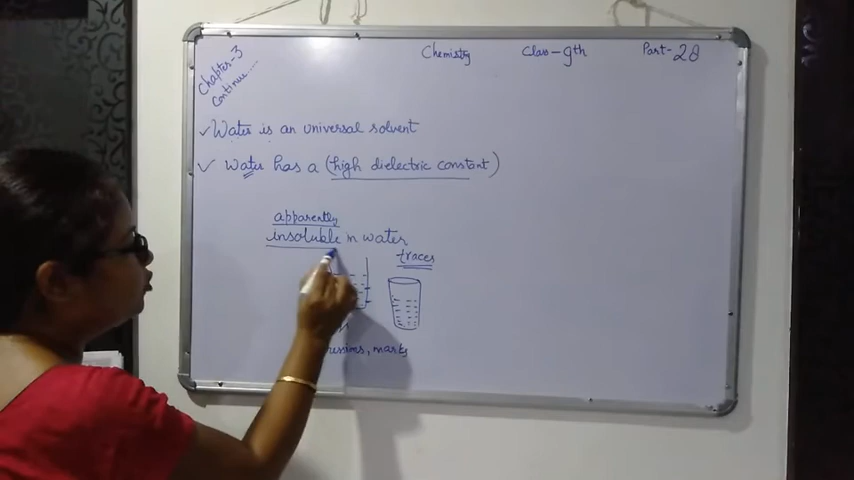 Chemistry Class - 9th Part - 28
Chapter - 3
Continue....
✓ Water is an universal solvent
✓ Water has a (high dielectric constant)
apparently
insoluble in water
traces
, marks